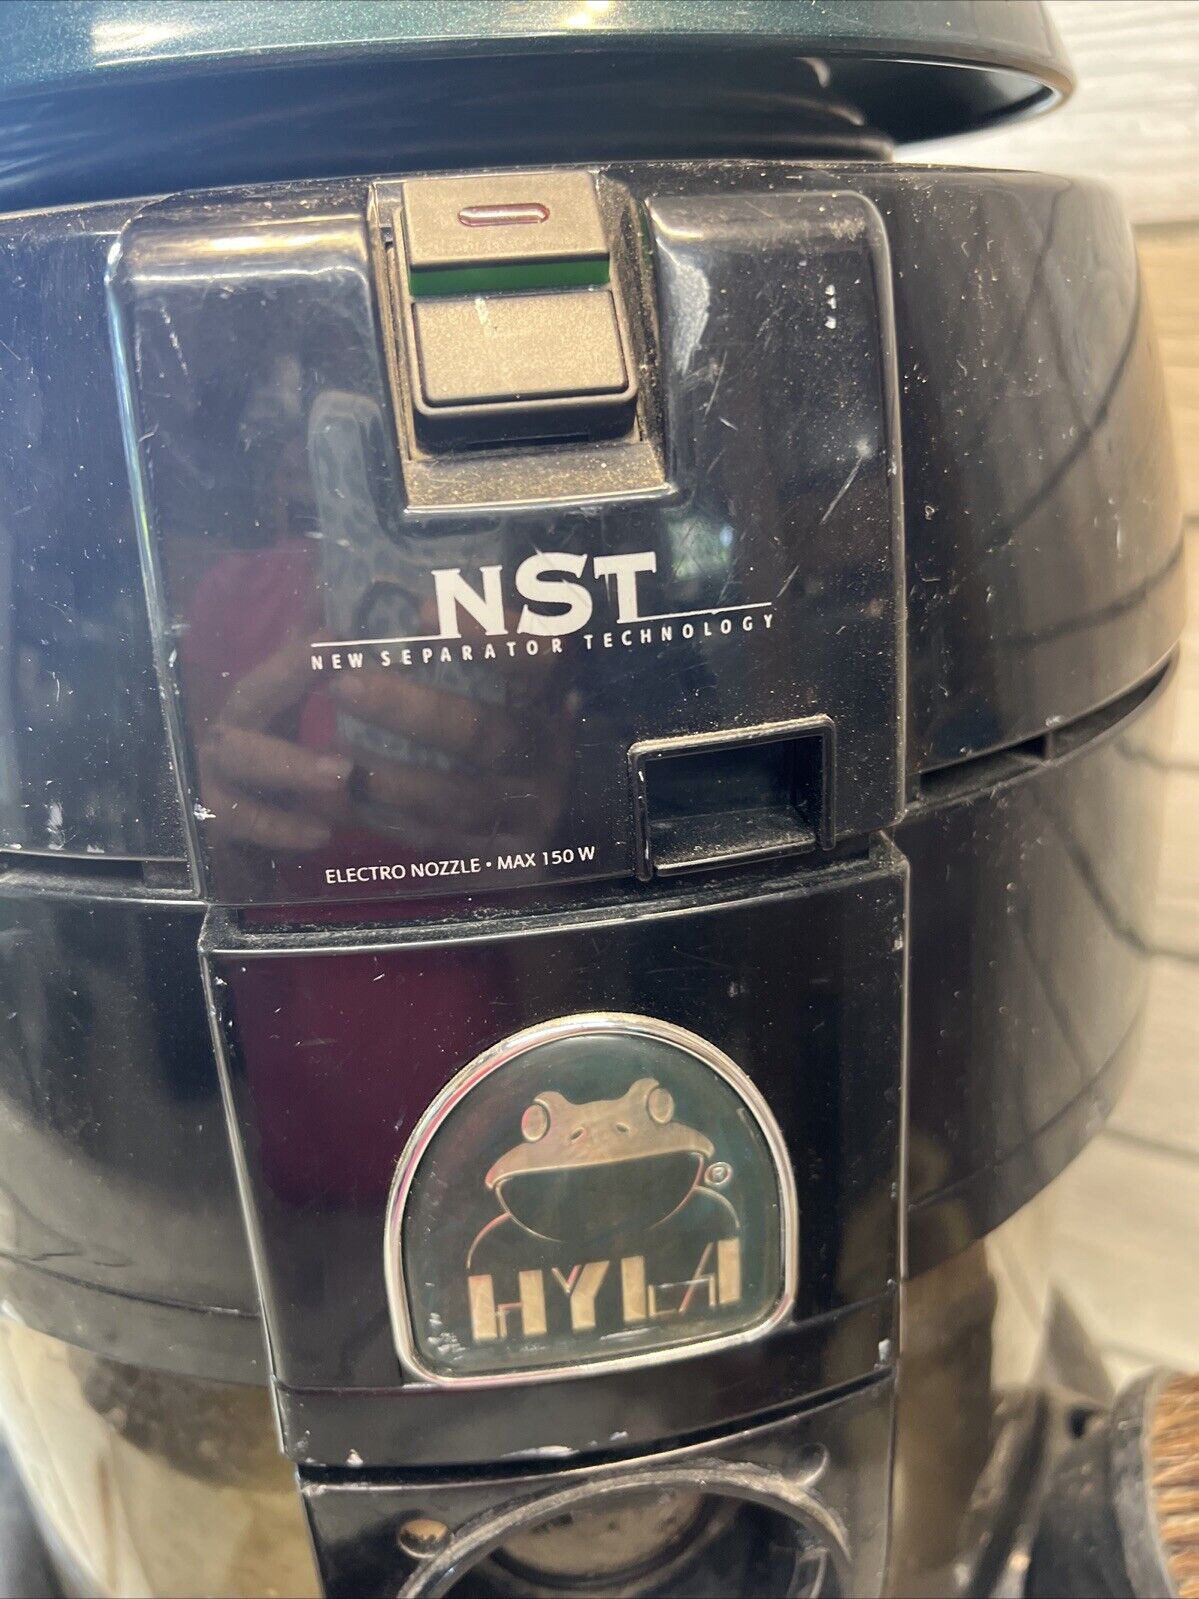 NST
NEW SEPARATOR TECHNOLOGY
ELECTRO NOZZLE • MAX 150 W
®
HYLA